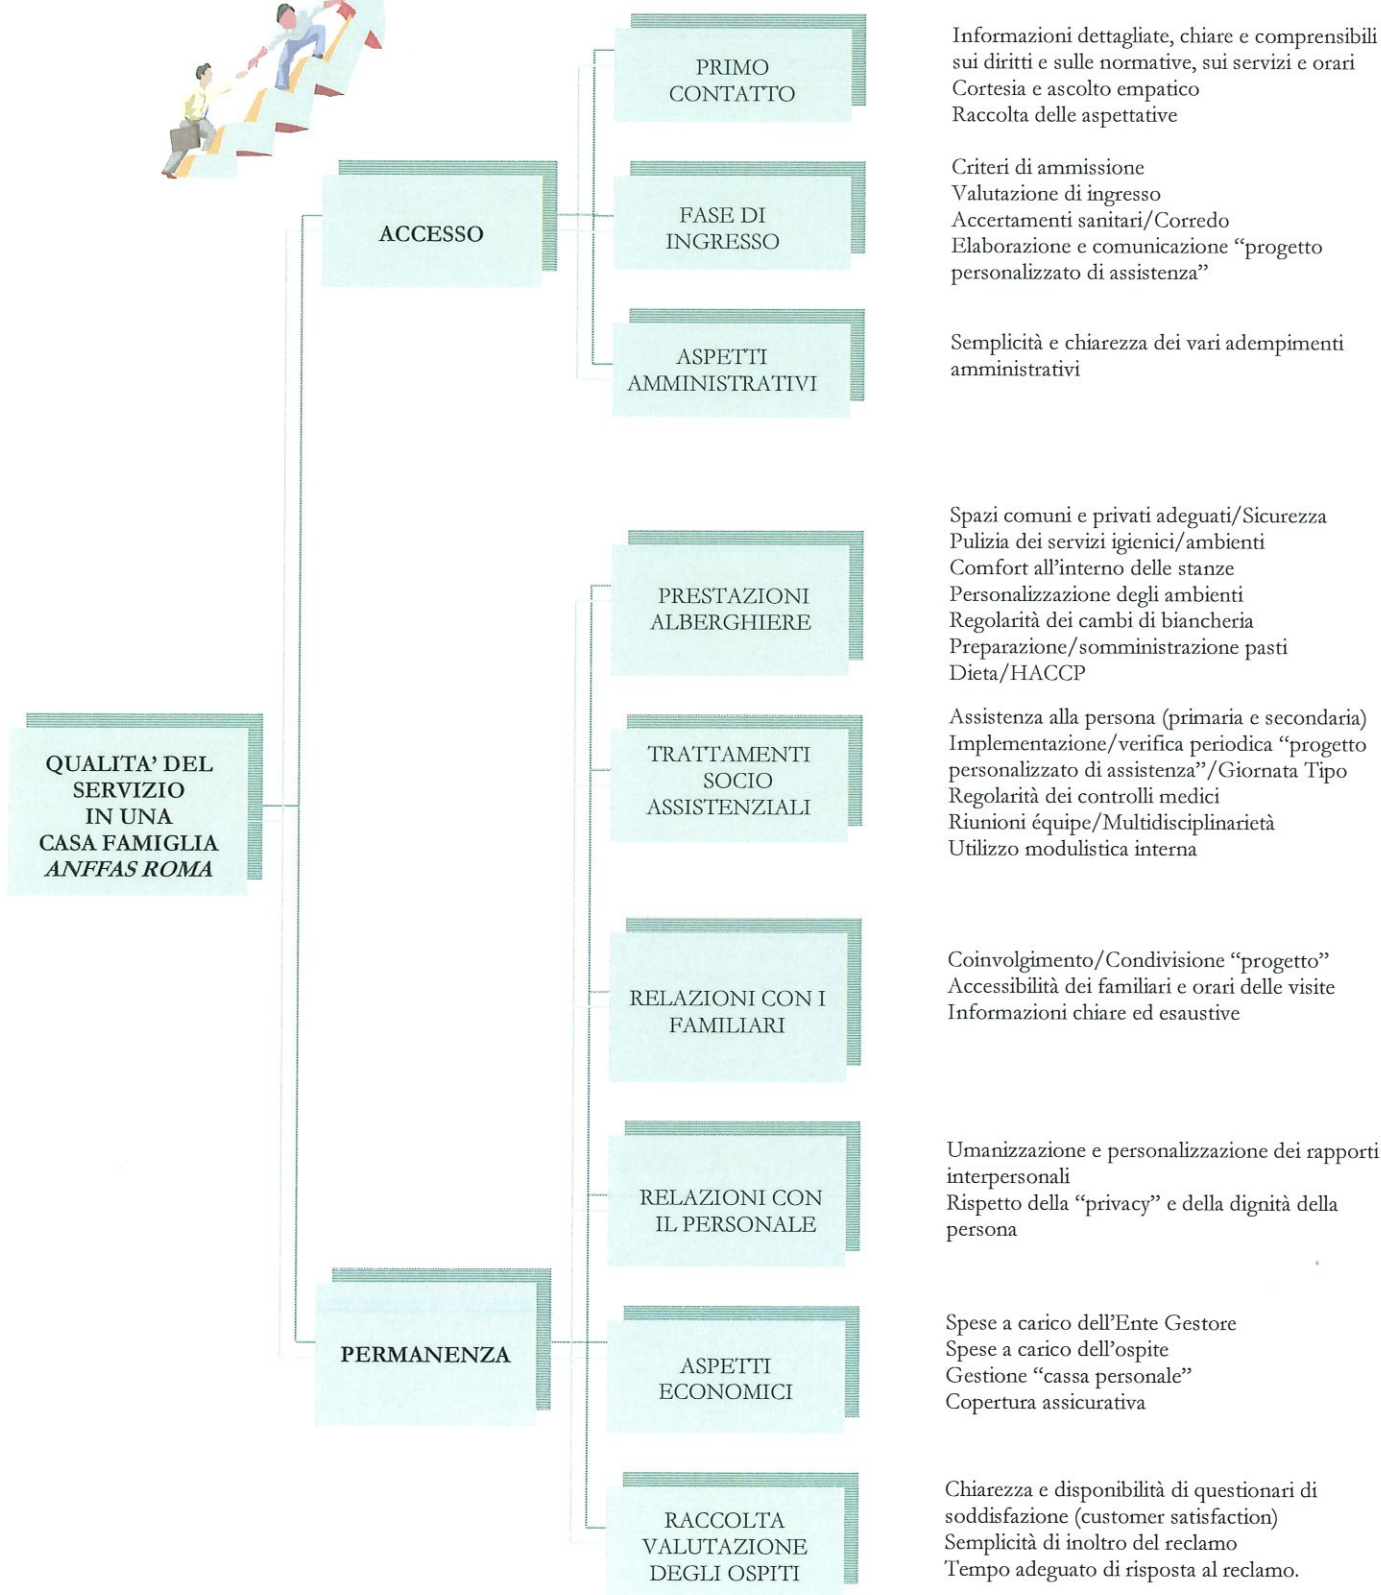 PRIMO
CONTATTO
Informazioni dettagliate, chiare e comprensibili
sui diritti e sulle normative, sui servizi e orari
Cortesia e ascolto empatico
Raccolta delle aspettative
ACCESSO
FASE DI
INGRESSO
Criteri di ammissione
Valutazione di ingresso
Accertamenti sanitari/Corredo
Elaborazione e comunicazione “progetto
personalizzato di assistenza”
ASPETTI
AMMINISTRATIVI
Semplicità e chiarezza dei vari adempimenti
amministrativi
PRESTAZIONI
ALBERGHIERE
Spazi comuni e privati adeguati/Sicurezza
Pulizia dei servizi igienici/ambienti
Comfort all’interno delle stanze
Personalizzazione degli ambienti
Regolarità dei cambi di biancheria
Preparazione/somministrazione pasti
Dieta/HACCP
QUALITA’ DEL
SERVIZIO
IN UNA
CASA FAMIGLIA
ANFFAS ROMA
TRATTAMENTI
SOCIO
ASSISTENZIALI
Assistenza alla persona (primaria e secondaria)
Implementazione/verifica periodica “progetto
personalizzato di assistenza”/Giornata Tipo
Regolarità dei controlli medici
Riunioni équipe/Multidisciplinarietà
Utilizzo modulistica interna
RELAZIONI CON I
FAMILIARI
Coinvolgimento/Condivisione “progetto”
Accessibilità dei familiari e orari delle visite
Informazioni chiare ed esaustive
RELAZIONI CON
IL PERSONALE
Umanizzazione e personalizzazione dei rapporti
interpersonali
Rispetto della “privacy” e della dignità della
persona
PERMANENZA
ASPETTI
ECONOMICI
Spese a carico dell’Ente Gestore
Spese a carico dell’ospite
Gestione “cassa personale”
Copertura assicurativa
RACCOLTA
VALUTAZIONE
DEGLI OSPITI
Chiarezza e disponibilità di questionari di
soddisfazione (customer satisfaction)
Semplicità di inoltro del reclamo
Tempo adeguato di risposta al reclamo.